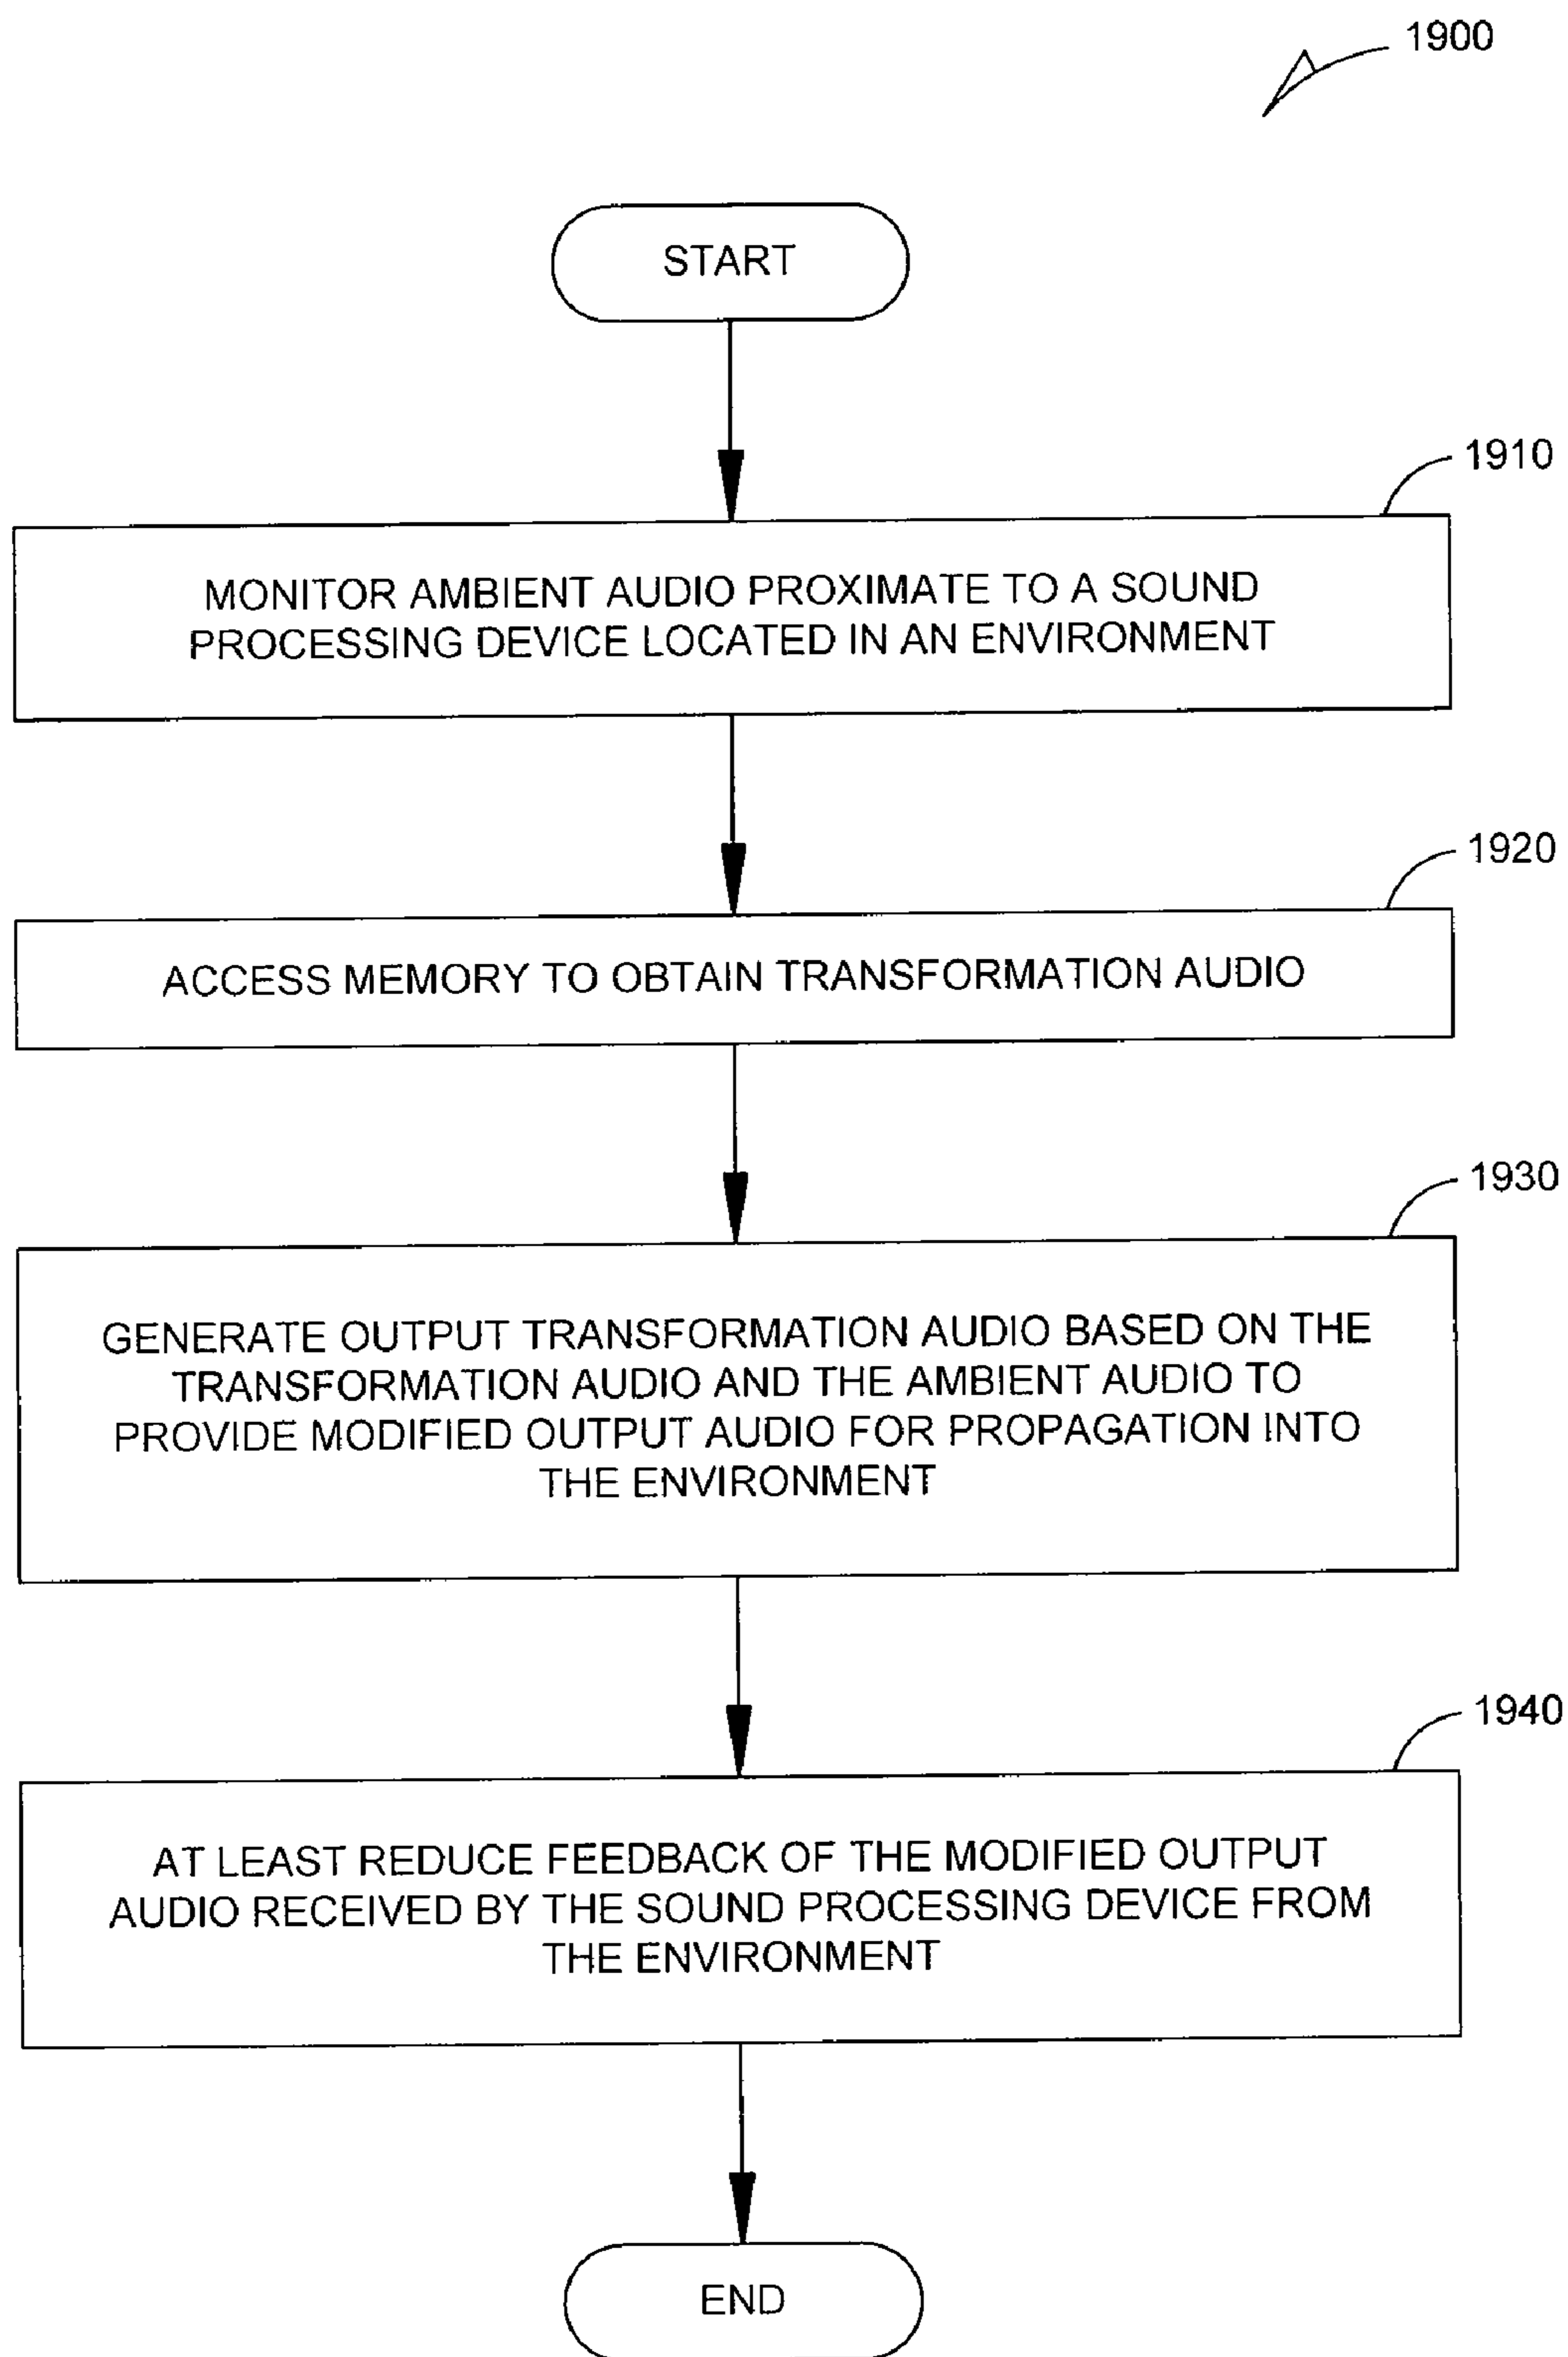 1900
START
1910
MONITOR AMBIENT AUDIO PROXIMATE TO A SOUND
PROCESSING DEVICE LOCATED IN AN ENVIRONMENT
1920
ACCESS MEMORY TO OBTAIN TRANSFORMATION AUDIO
1930
GENERATE OUTPUT TRANSFORMATION AUDIO BASED ON THE
TRANSFORMATION AUDIO AND THE AMBIENT AUDIO TO
PROVIDE MODIFIED OUTPUT AUDIO FOR PROPAGATION INTO
THE ENVIRONMENT
1940
AT LEAST REDUCE FEEDBACK OF THE MODIFIED OUTPUT
AUDIO RECEIVED BY THE SOUND PROCESSING DEVICE FROM
THE ENVIRONMENT
END